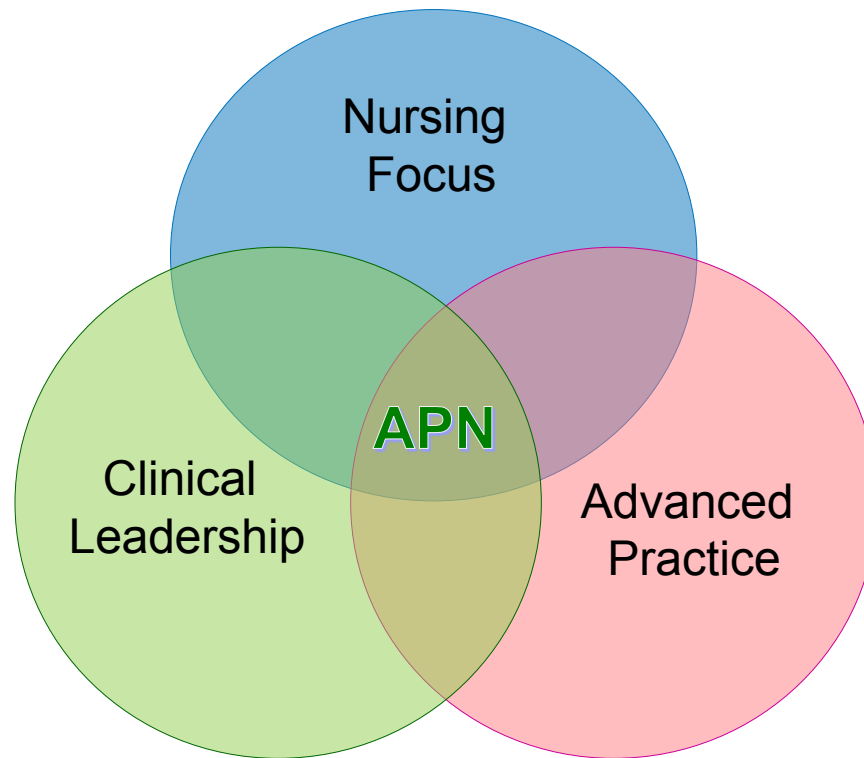 Nursing
Focus
APN
Clinical
Leadership
Advanced
Practice